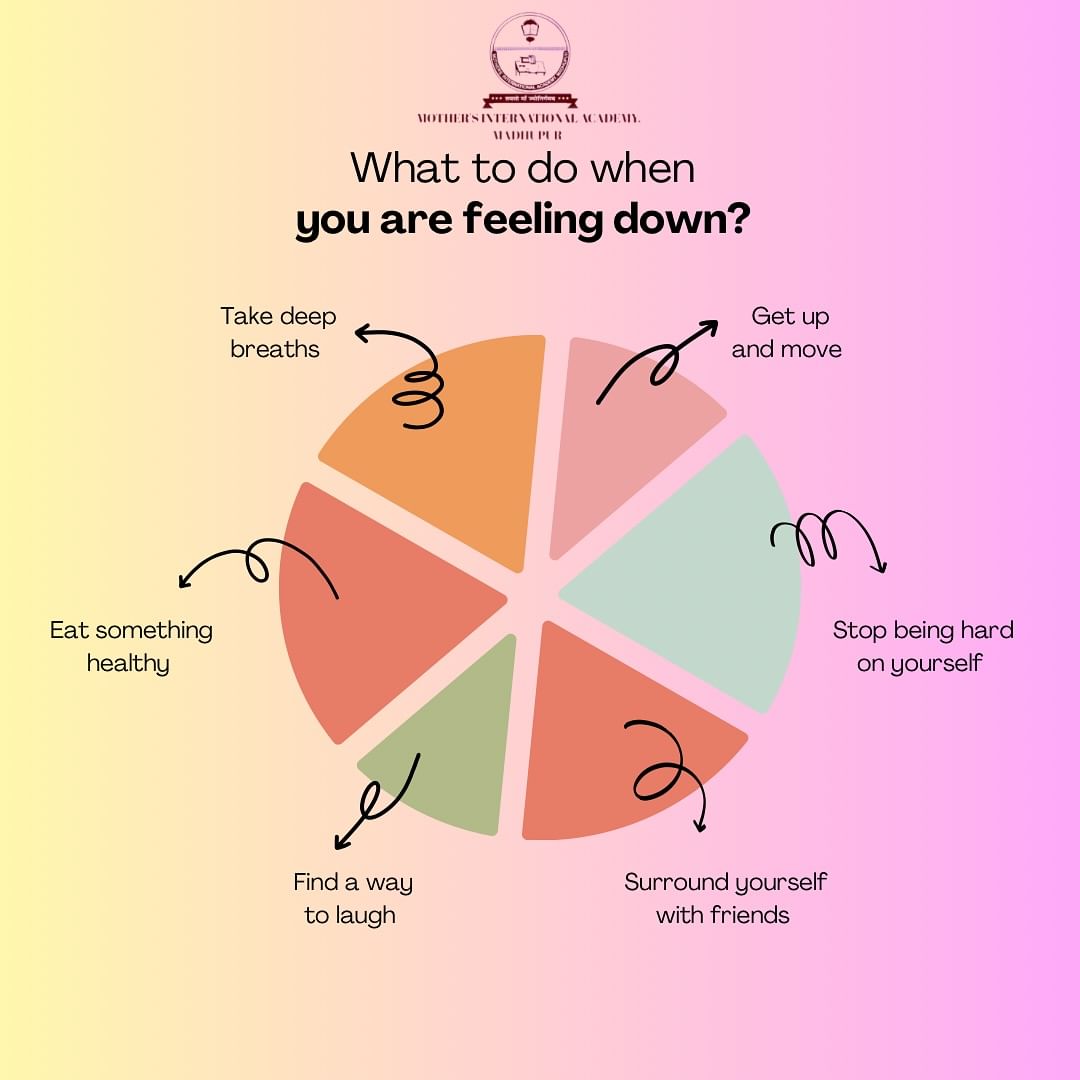 तमसो मा ज्योतिर्गमय
MOTHER'S INTERNATIONAL ACADEMY,
MADHUPUR
What to do when
you are feeling down?
Take deep
breaths
Get up
and move
Eat something
healthy
Stop being hard
on yourself
Find a way
to laugh
Surround yourself
with friends